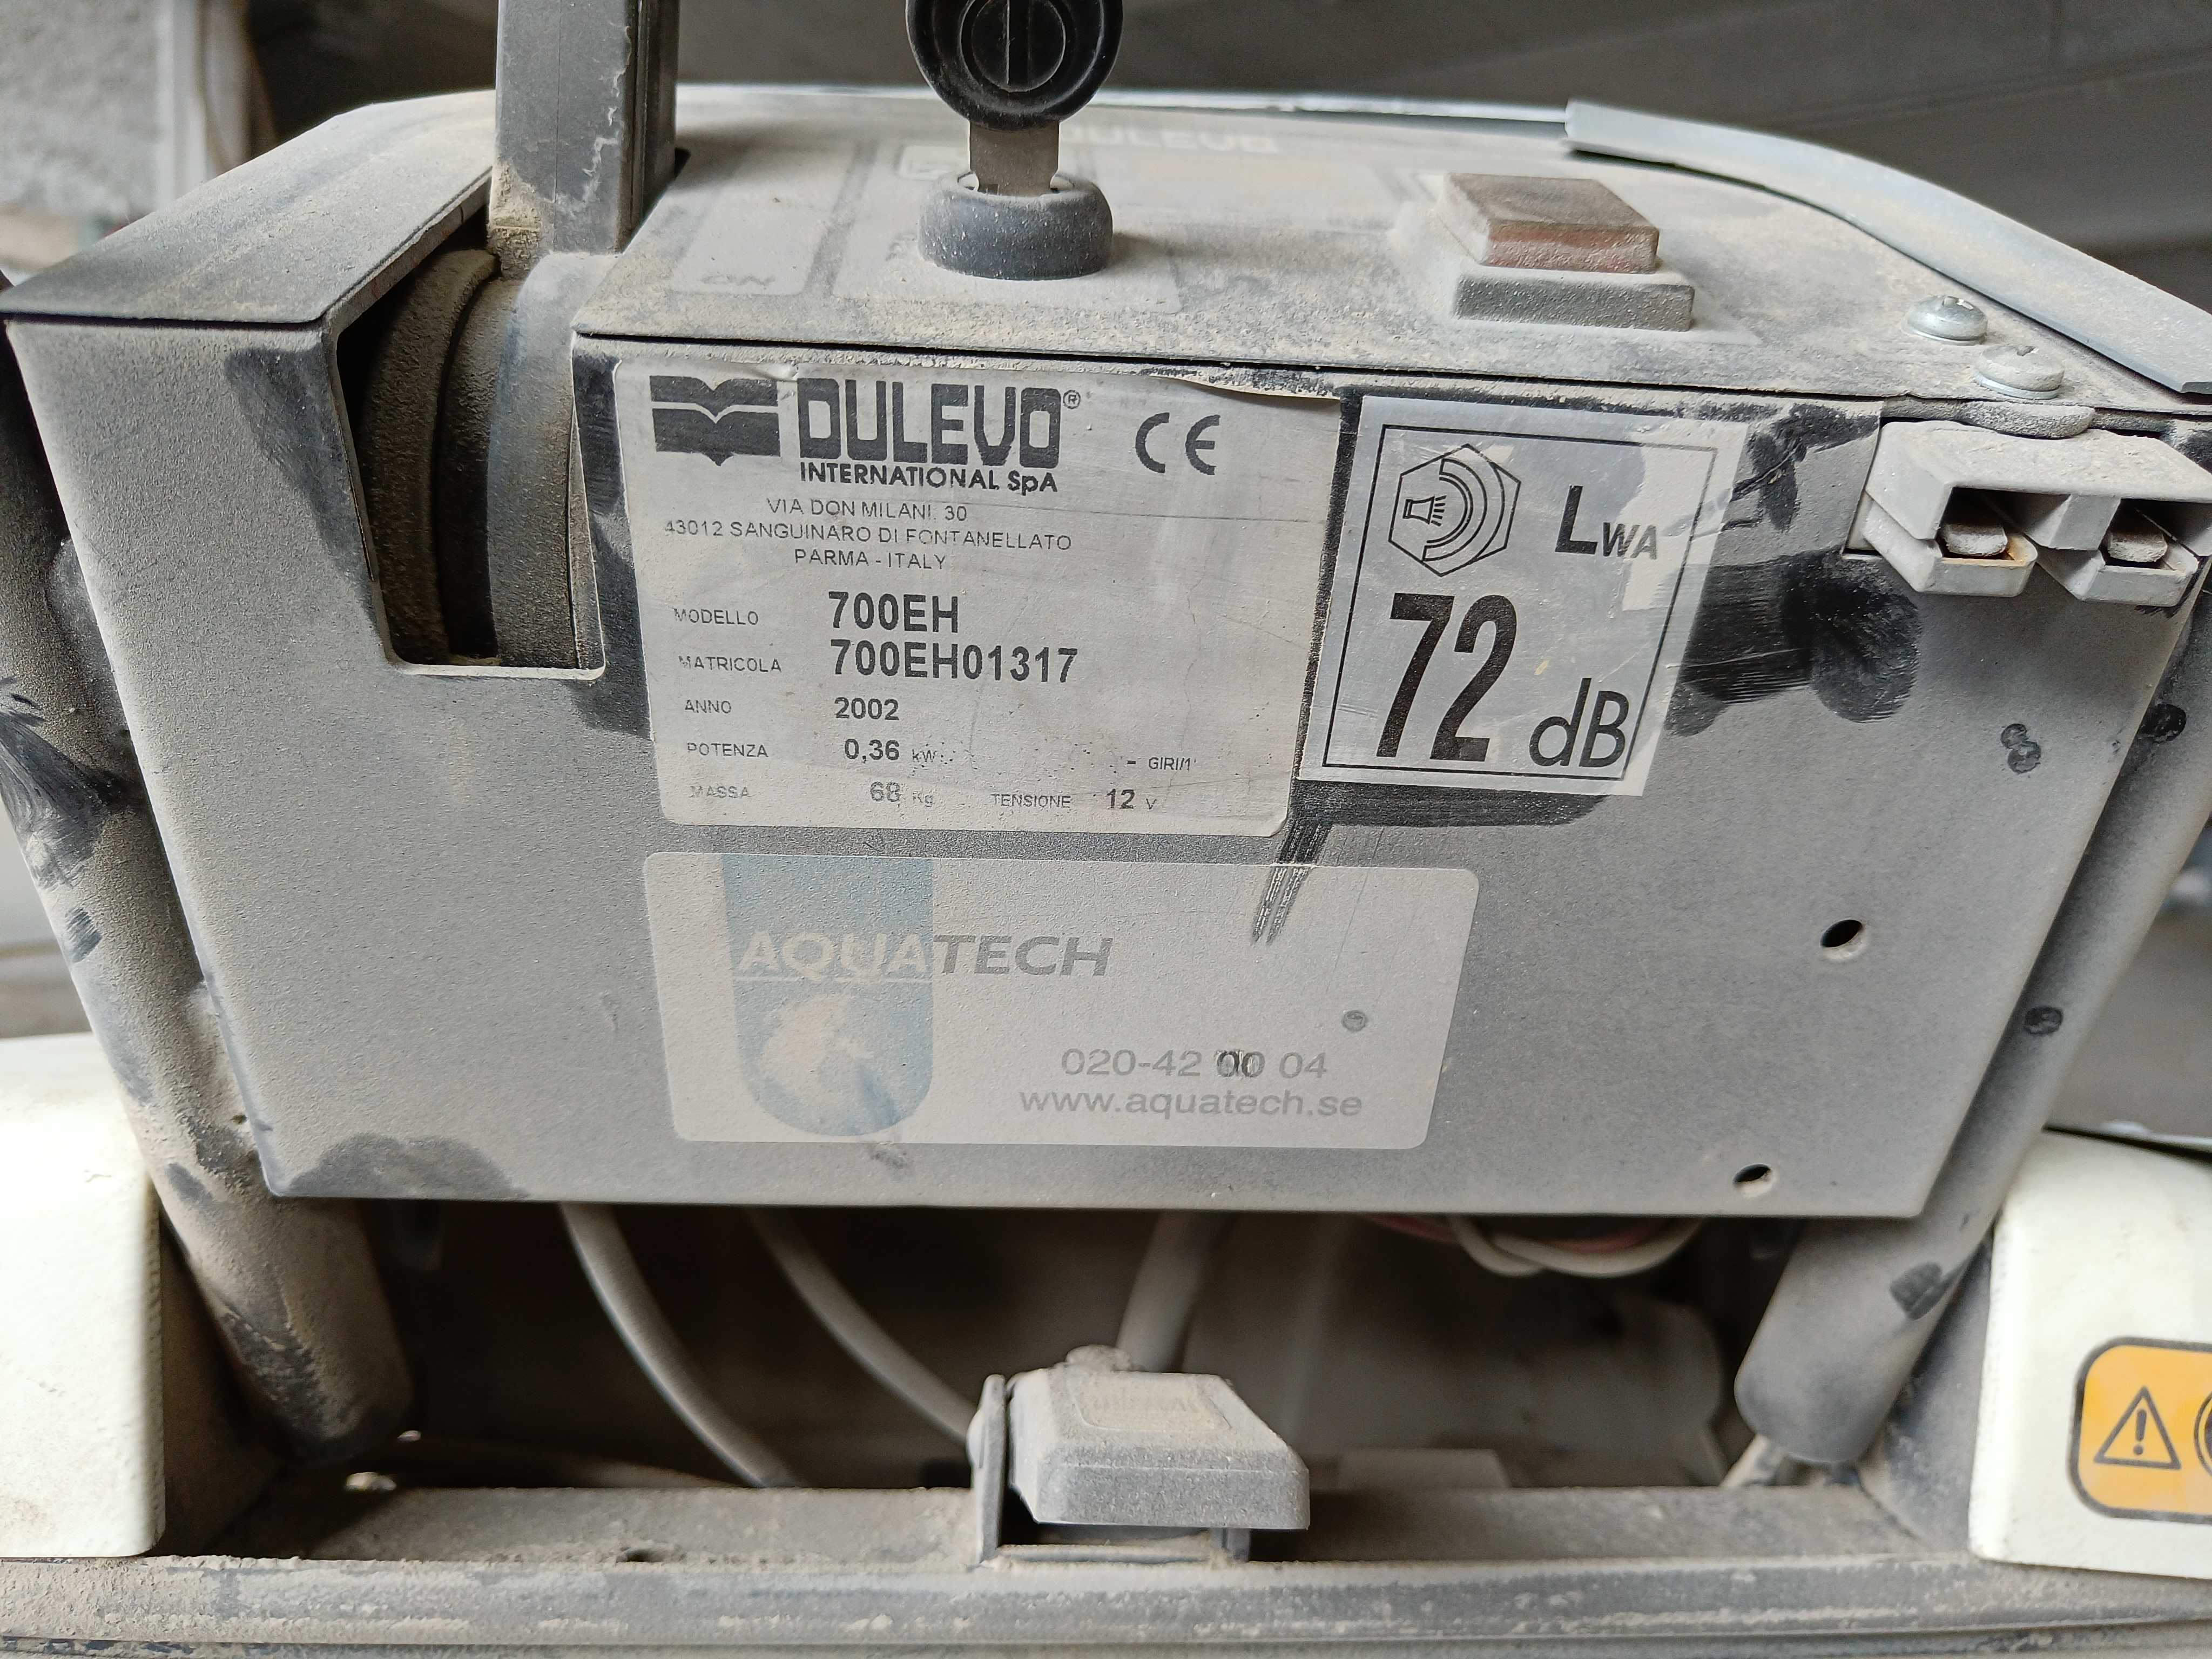 DULEVO
ON
DULEVO®
INTERNATIONAL SpA
CE
VIA DON MILANI, 30
43012 SANGUINARO DI FONTANELLATO
PARMA - ITALY
MODELLO 700EH
MATRICOLA 700EH01317
ANNO 2002
POTENZA 0,36 kW - GIRI/1'
MASSA 68 Kg TENSIONE 12 V
LWA
72 dB
AQUATECH
020-42 00 04
www.aquatech.se